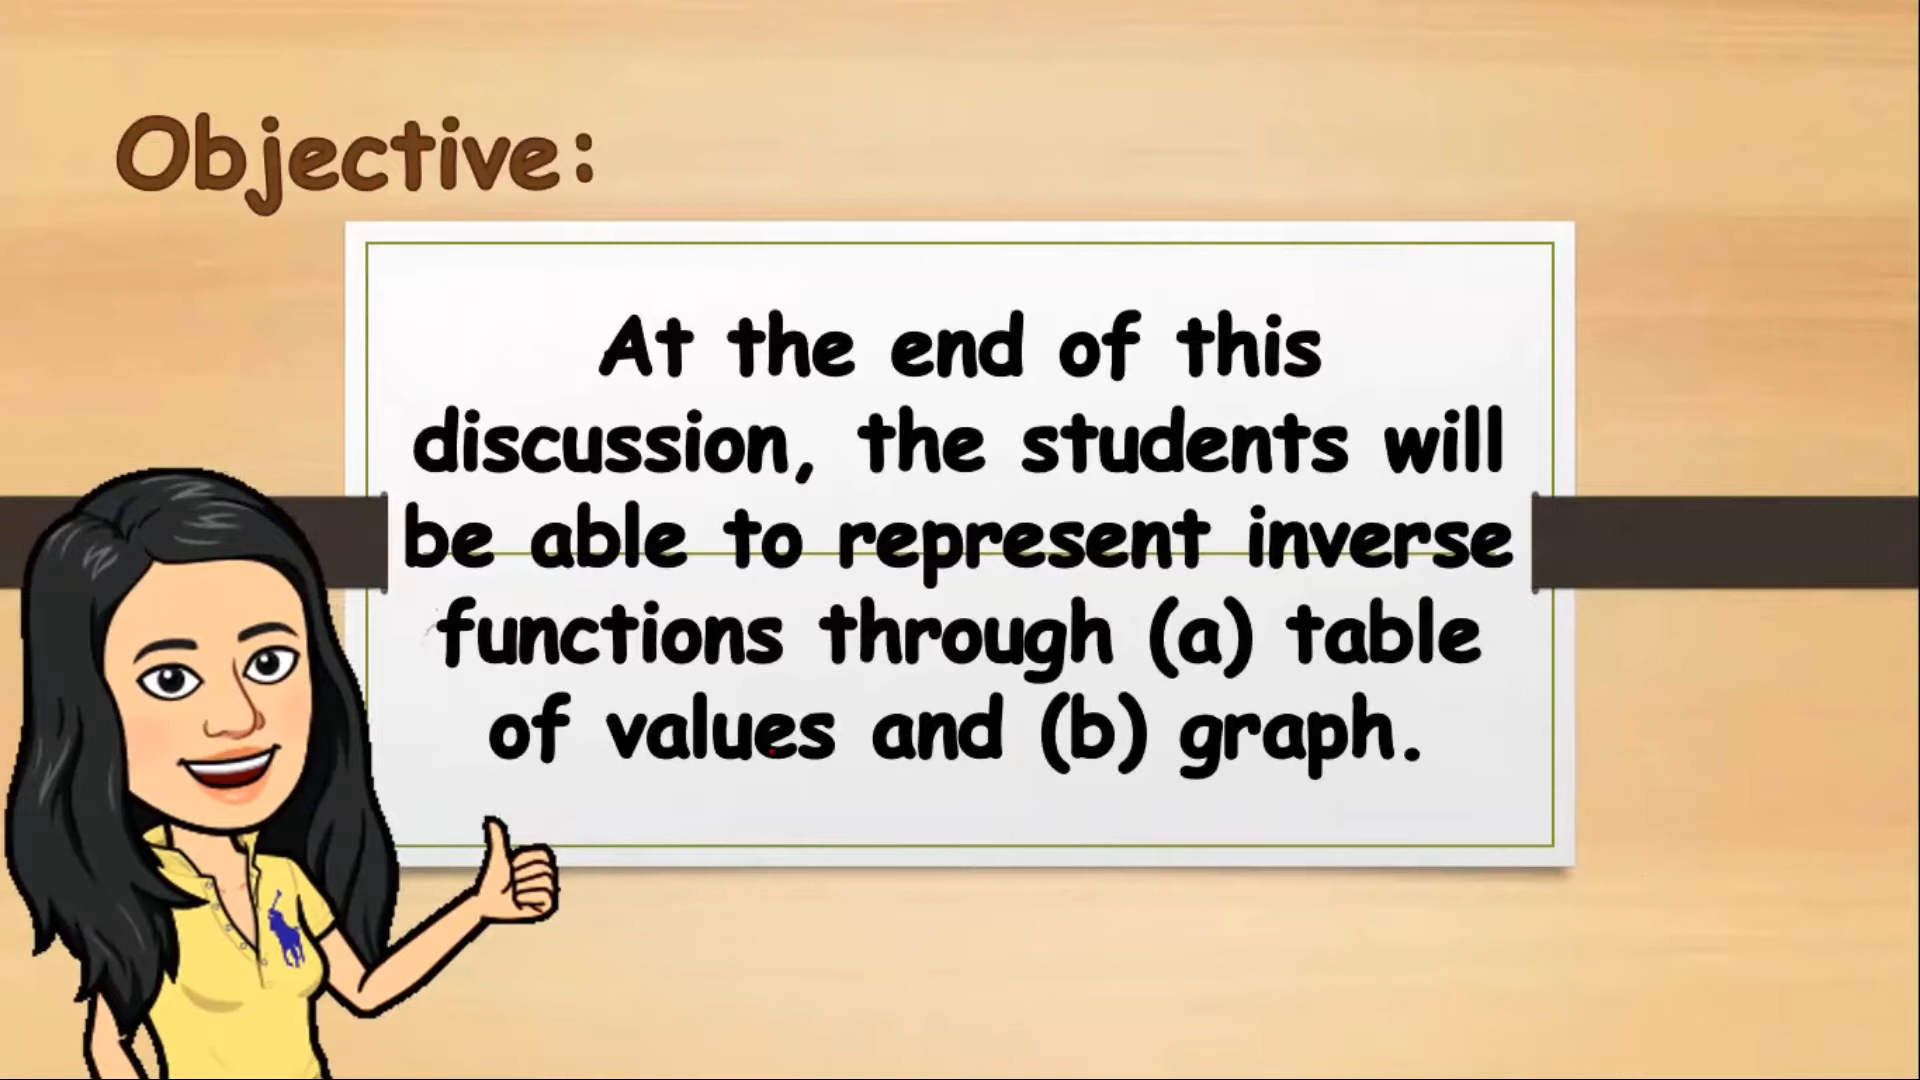 Objective:
At the end of this
discussion, the students will
be able to represent inverse
functions through (a) table
of values and (b) graph.